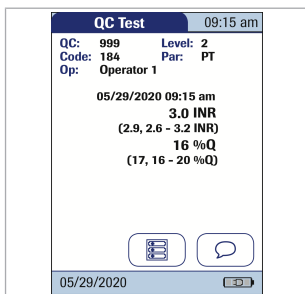 QC Test 09:15 am
QC: 999 Level: 2
Code: 184 Par: PT
Op: Operator 1
05/29/2020 09:15 am
3.0 INR
(2.9, 2.6 - 3.2 INR)
16 %Q
(17, 16 - 20 %Q)
05/29/2020